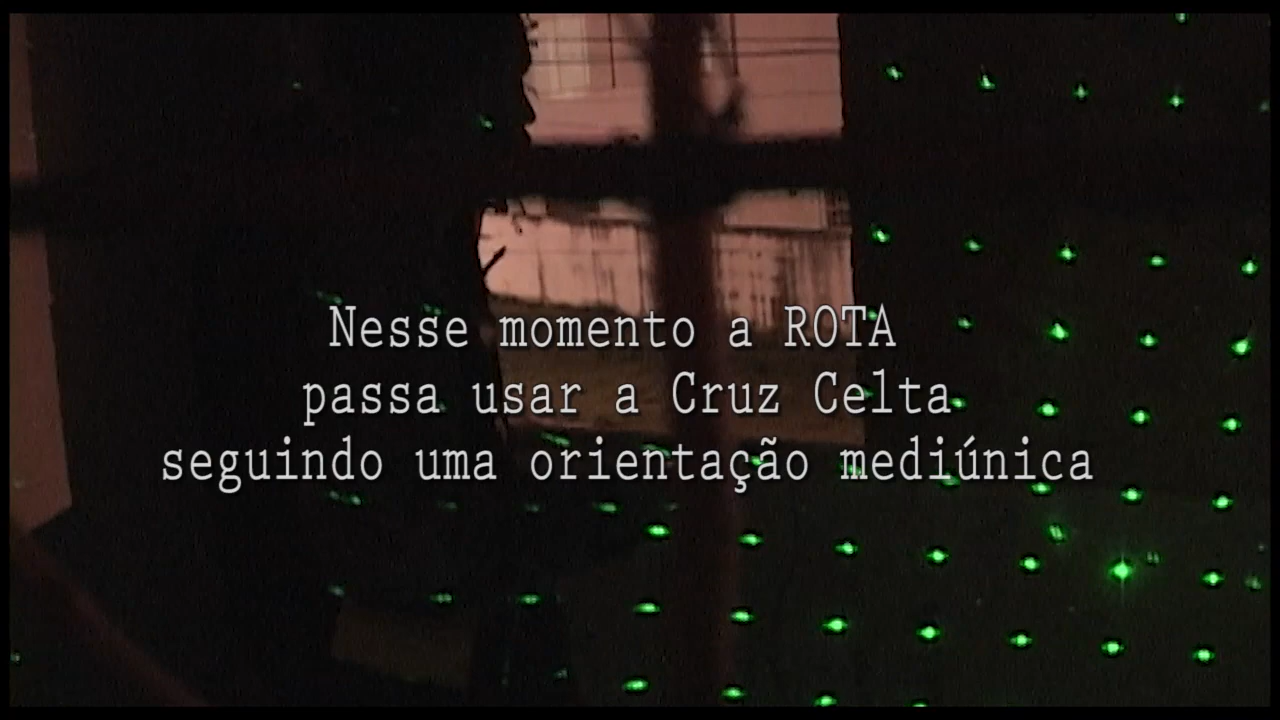 Nesse momento a ROTA
passa usar a Cruz Celta
seguindo uma orientação mediúnica